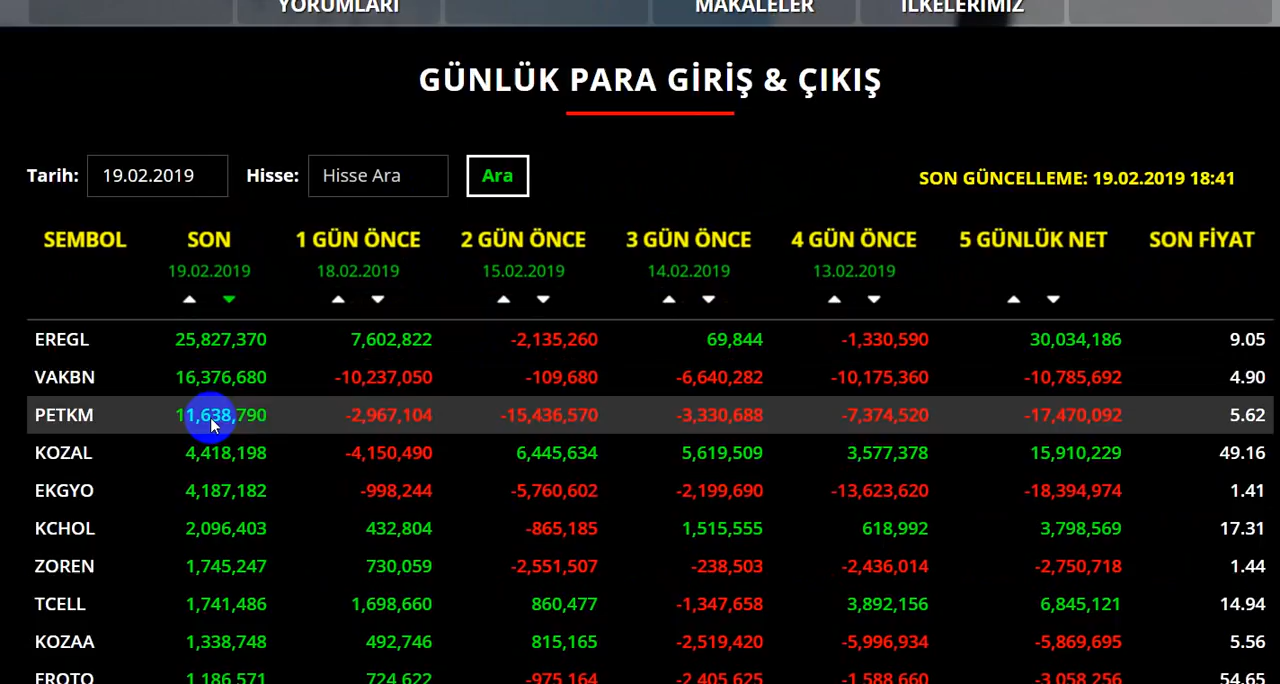 YORUMLARI MAKALELER İLKELERİMİZ
GÜNLÜK PARA GİRİŞ & ÇIKIŞ
Tarih: 19.02.2019 Hisse: Hisse Ara Ara
SON GÜNCELLEME: 19.02.2019 18:41
SEMBOL SON 1 GÜN ÖNCE 2 GÜN ÖNCE 3 GÜN ÖNCE 4 GÜN ÖNCE 5 GÜNLÜK NET SON FİYAT
19.02.2019 18.02.2019 15.02.2019 14.02.2019 13.02.2019
EREGL 25,827,370 7,602,822 -2,135,260 69,844 -1,330,590 30,034,186 9.05
VAKBN 16,376,680 -10,237,050 -109,680 -6,640,282 -10,175,360 -10,785,692 4.90
PETKM 11,638,790 -2,967,104 -15,436,570 -3,330,688 -7,374,520 -17,470,092 5.62
KOZAL 4,418,198 -4,150,490 6,445,634 5,619,509 3,577,378 15,910,229 49.16
EKGYO 4,187,182 -998,244 -5,760,602 -2,199,690 -13,623,620 -18,394,974 1.41
KCHOL 2,096,403 432,804 -865,185 1,515,555 618,992 3,798,569 17.31
ZOREN 1,745,247 730,059 -2,551,507 -238,503 -2,436,014 -2,750,718 1.44
TCELL 1,741,486 1,698,660 860,477 -1,347,658 3,892,156 6,845,121 14.94
KOZAA 1,338,748 492,746 815,165 -2,519,420 -5,996,934 -5,869,695 5.56
FROTO 1,186,571 724,622 -975,164 -2,405,625 -1,588,660 -3,058,256 54.65